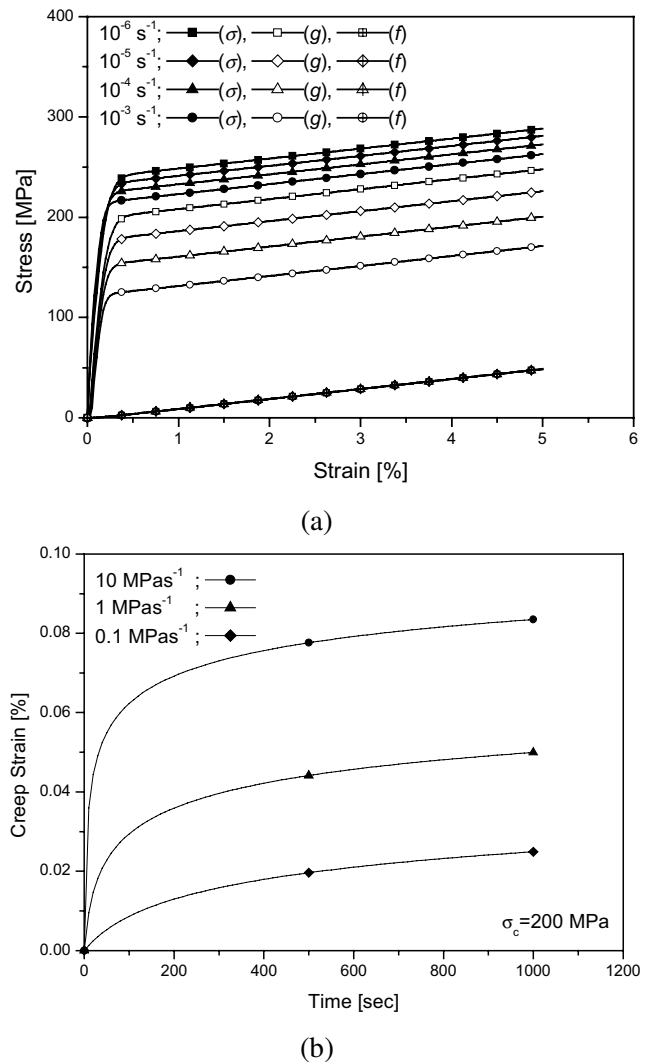 400
300
200
100
0
Stress [MPa]
10⁻⁶ s⁻¹; (σ), (g), (f)
10⁻⁵ s⁻¹; (σ), (g), (f)
10⁻⁴ s⁻¹; (σ), (g), (f)
10⁻³ s⁻¹; (σ), (g), (f)
0 1 2 3 4 5 6
Strain [%]
(a)
0.10
0.08
0.06
0.04
0.02
0.00
Creep Strain [%]
10 MPas⁻¹ ;
1 MPas⁻¹ ;
0.1 MPas⁻¹ ;
σc=200 MPa
0 200 400 600 800 1000 1200
Time [sec]
(b)